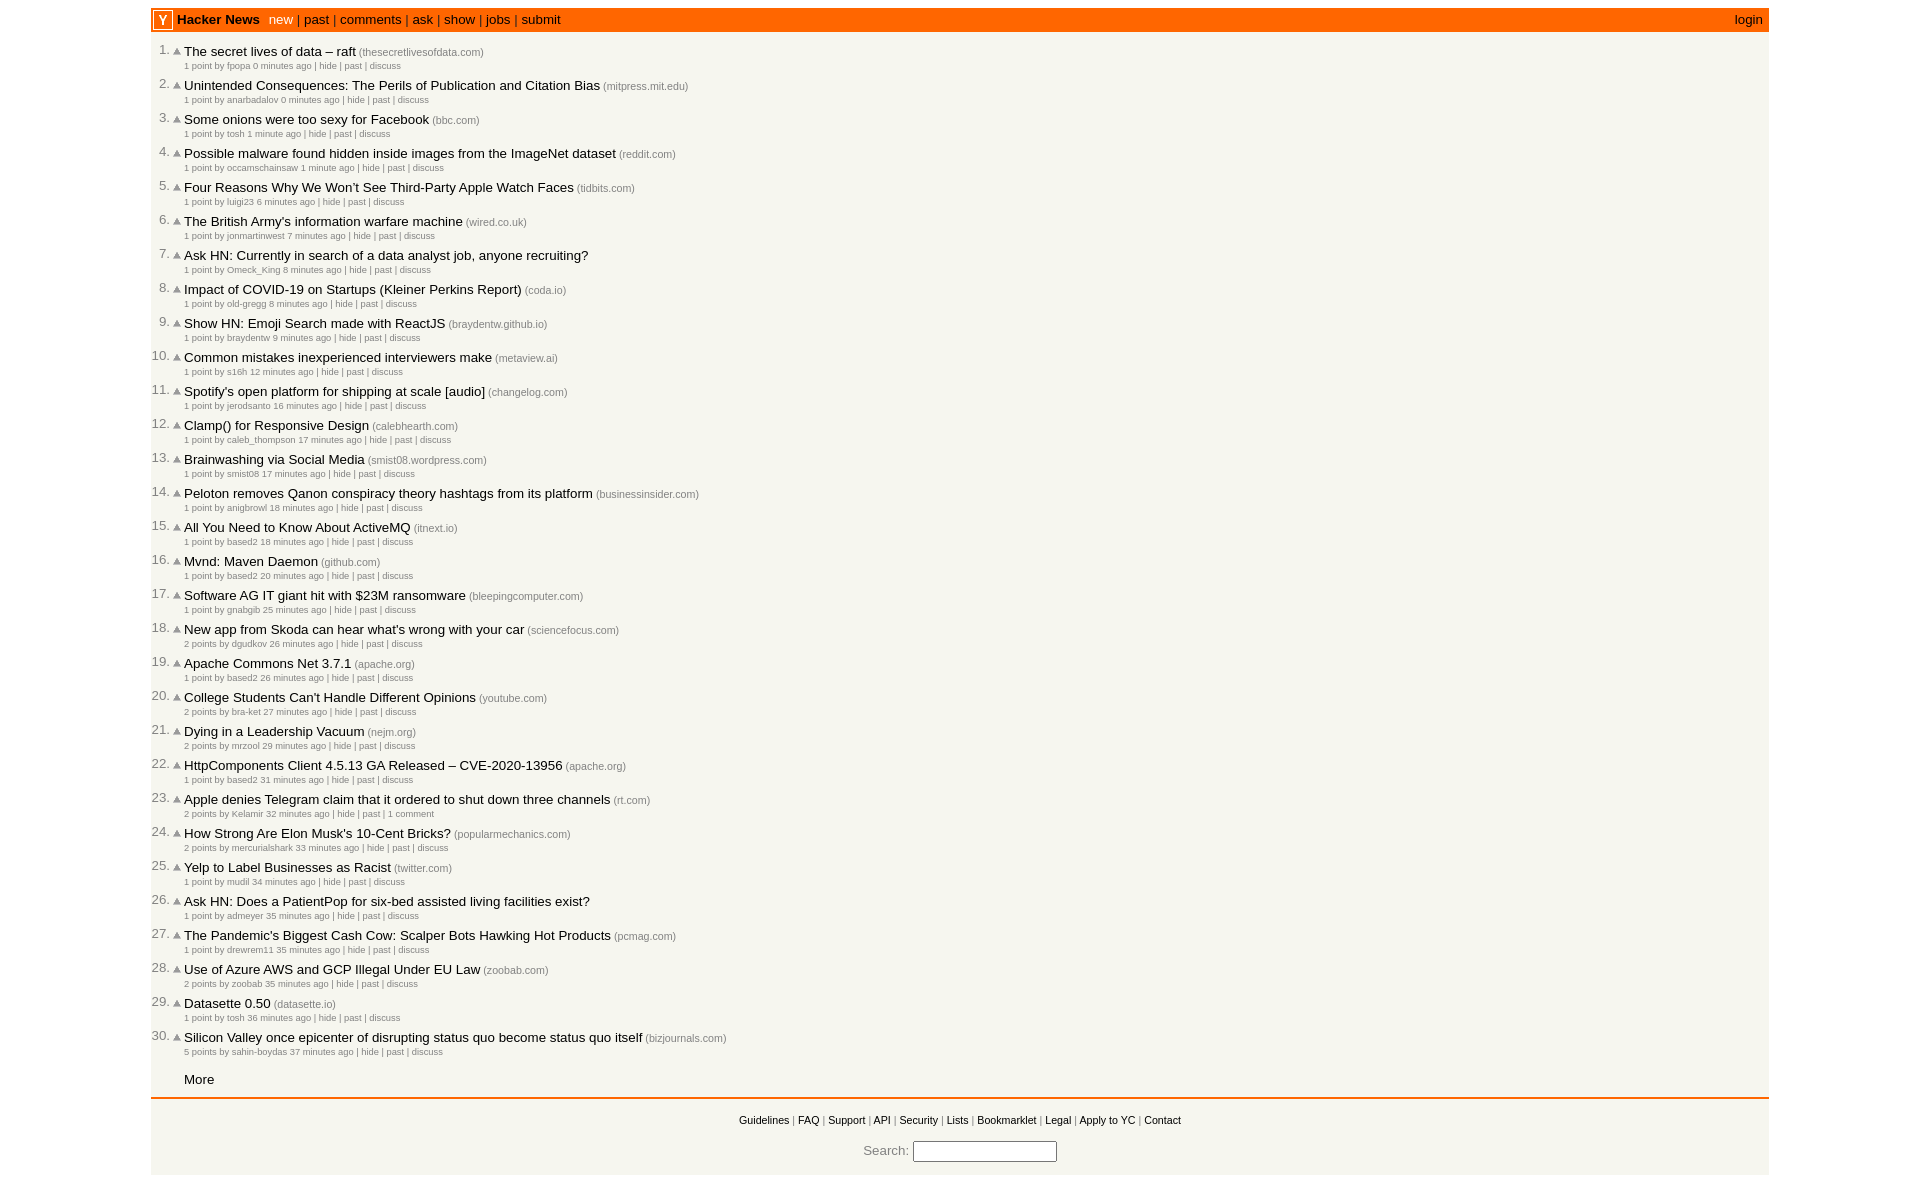 Y Hacker News new | past | comments | ask | show | jobs | submit login
1. The secret lives of data – raft (thesecretlivesofdata.com)
1 point by fpopa 0 minutes ago | hide | past | discuss
2. Unintended Consequences: The Perils of Publication and Citation Bias (mitpress.mit.edu)
1 point by anarbadalov 0 minutes ago | hide | past | discuss
3. Some onions were too sexy for Facebook (bbc.com)
1 point by tosh 1 minute ago | hide | past | discuss
4. Possible malware found hidden inside images from the ImageNet dataset (reddit.com)
1 point by occamschainsaw 1 minute ago | hide | past | discuss
5. Four Reasons Why We Won’t See Third-Party Apple Watch Faces (tidbits.com)
1 point by luigi23 6 minutes ago | hide | past | discuss
6. The British Army's information warfare machine (wired.co.uk)
1 point by jonmartinwest 7 minutes ago | hide | past | discuss
7. Ask HN: Currently in search of a data analyst job, anyone recruiting?
1 point by Omeck_King 8 minutes ago | hide | past | discuss
8. Impact of COVID-19 on Startups (Kleiner Perkins Report) (coda.io)
1 point by old-gregg 8 minutes ago | hide | past | discuss
9. Show HN: Emoji Search made with ReactJS (braydentw.github.io)
1 point by braydentw 9 minutes ago | hide | past | discuss
10. Common mistakes inexperienced interviewers make (metaview.ai)
1 point by s16h 12 minutes ago | hide | past | discuss
11. Spotify's open platform for shipping at scale [audio] (changelog.com)
1 point by jerodsanto 16 minutes ago | hide | past | discuss
12. Clamp() for Responsive Design (calebhearth.com)
1 point by caleb_thompson 17 minutes ago | hide | past | discuss
13. Brainwashing via Social Media (smist08.wordpress.com)
1 point by smist08 17 minutes ago | hide | past | discuss
14. Peloton removes Qanon conspiracy theory hashtags from its platform (businessinsider.com)
1 point by anigbrowl 18 minutes ago | hide | past | discuss
15. All You Need to Know About ActiveMQ (itnext.io)
1 point by based2 18 minutes ago | hide | past | discuss
16. Mvnd: Maven Daemon (github.com)
1 point by based2 20 minutes ago | hide | past | discuss
17. Software AG IT giant hit with $23M ransomware (bleepingcomputer.com)
1 point by gnabgib 25 minutes ago | hide | past | discuss
18. New app from Skoda can hear what's wrong with your car (sciencefocus.com)
2 points by dgudkov 26 minutes ago | hide | past | discuss
19. Apache Commons Net 3.7.1 (apache.org)
1 point by based2 26 minutes ago | hide | past | discuss
20. College Students Can't Handle Different Opinions (youtube.com)
2 points by bra-ket 27 minutes ago | hide | past | discuss
21. Dying in a Leadership Vacuum (nejm.org)
2 points by mrzool 29 minutes ago | hide | past | discuss
22. HttpComponents Client 4.5.13 GA Released – CVE-2020-13956 (apache.org)
1 point by based2 31 minutes ago | hide | past | discuss
23. Apple denies Telegram claim that it ordered to shut down three channels (rt.com)
2 points by Kelamir 32 minutes ago | hide | past | 1 comment
24. How Strong Are Elon Musk's 10-Cent Bricks? (popularmechanics.com)
2 points by mercurialshark 33 minutes ago | hide | past | discuss
25. Yelp to Label Businesses as Racist (twitter.com)
1 point by mudil 34 minutes ago | hide | past | discuss
26. Ask HN: Does a PatientPop for six-bed assisted living facilities exist?
1 point by admeyer 35 minutes ago | hide | past | discuss
27. The Pandemic's Biggest Cash Cow: Scalper Bots Hawking Hot Products (pcmag.com)
1 point by drewrem11 35 minutes ago | hide | past | discuss
28. Use of Azure AWS and GCP Illegal Under EU Law (zoobab.com)
2 points by zoobab 35 minutes ago | hide | past | discuss
29. Datasette 0.50 (datasette.io)
1 point by tosh 36 minutes ago | hide | past | discuss
30. Silicon Valley once epicenter of disrupting status quo become status quo itself (bizjournals.com)
5 points by sahin-boydas 37 minutes ago | hide | past | discuss
More
Guidelines | FAQ | Support | API | Security | Lists | Bookmarklet | Legal | Apply to YC | Contact
Search: